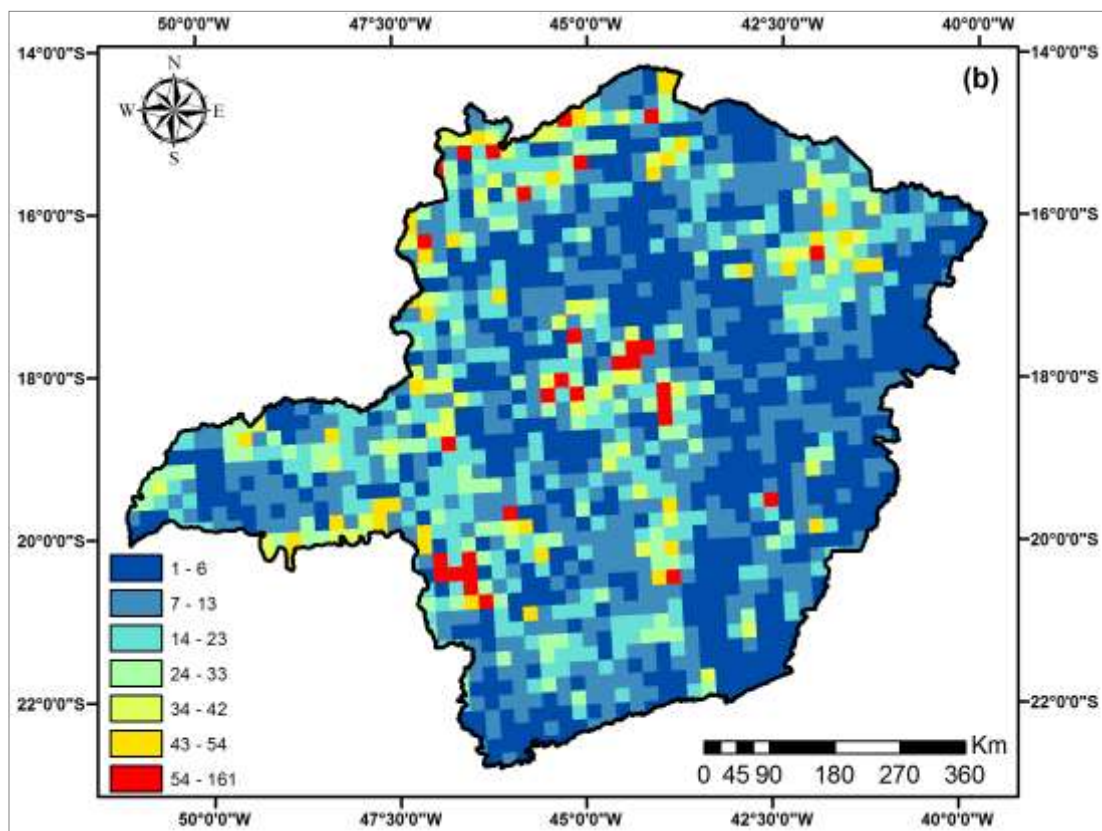 50°0'0"W 47°30'0"W 45°0'0"W 42°30'0"W 40°0'0"W
14°0'0"S 14°0'0"S
N
W E
S
(b)
16°0'0"S 16°0'0"S
18°0'0"S 18°0'0"S
20°0'0"S 20°0'0"S
22°0'0"S 22°0'0"S
1 - 6
7 - 13
14 - 23
24 - 33
34 - 42
43 - 54
54 - 161
Km
0 45 90 180 270 360
50°0'0"W 47°30'0"W 45°0'0"W 42°30'0"W 40°0'0"W